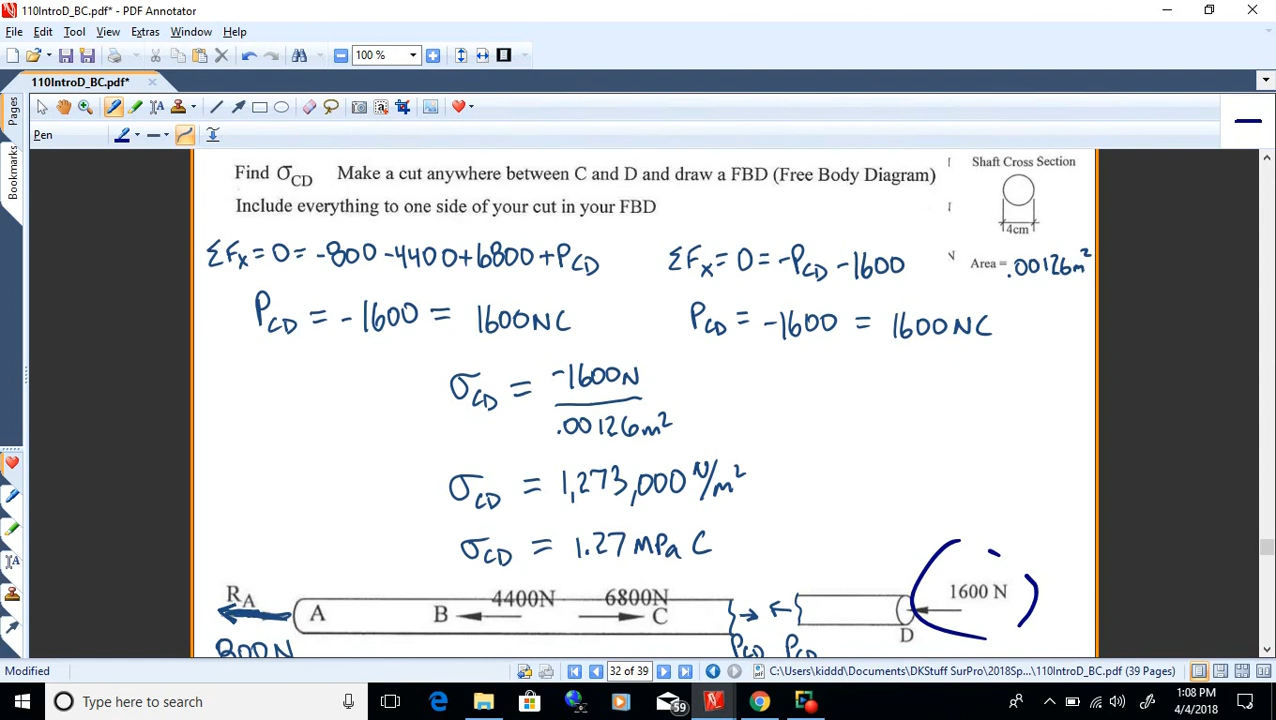 110IntroD_BC.pdf* - PDF Annotator
File Edit Tool Extras Window Help
100 %
110IntroD_BC.pdf*
Pen
Pages
Bookmarks
Find σCD Make a cut anywhere between C and D and draw a FBD (Free Body Diagram)
Include everything to one side of your cut in your FBD
Shaft Cross Section
4cm
N
Area = .00126m²
ΣFx = 0 = -800 -4400+6800+PCD
ΣFx = 0 = -PCD -1600
PCD = -1600 = 1600NC
PCD = -1600 = 1600NC
σCD = -1600N
.00126m²
σCD = 1,273,000 N/m²
σCD = 1.27MPa C
RA
A
B
4400N
6800N
C
1600 N
D
800N
PCD PCD
Modified
32 of 39
C:\Users\kiddd\Documents\DKStuff SurPro\2018Sp...\110IntroD_BC.pdf (39 Pages)
Type here to search
59
1:08 PM
4/4/2018